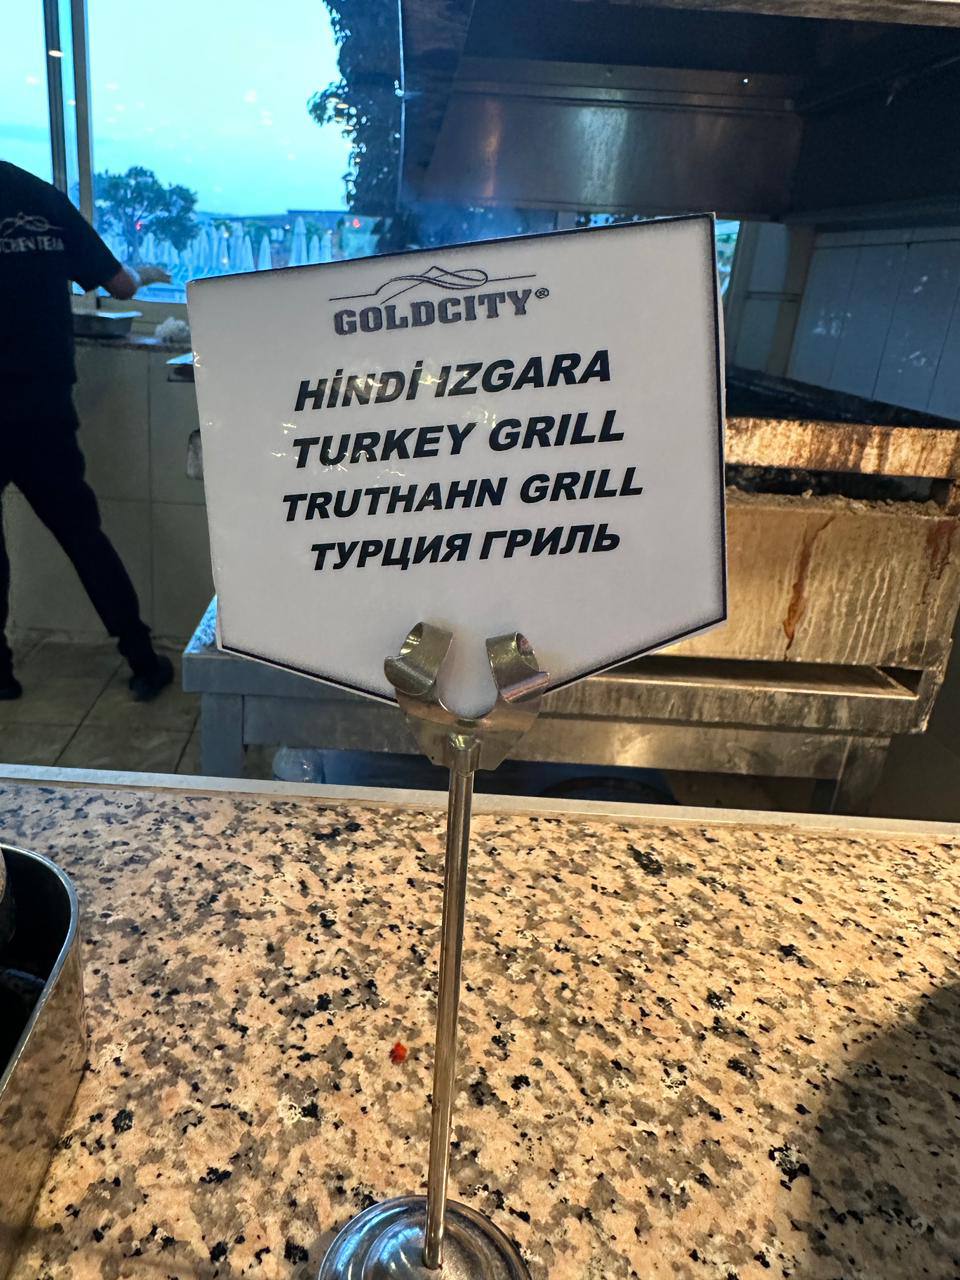 GOLDCITY®
HİNDİ IZGARA
TURKEY GRILL
TRUTHAHN GRILL
ТУРЦИЯ ГРИЛЬ